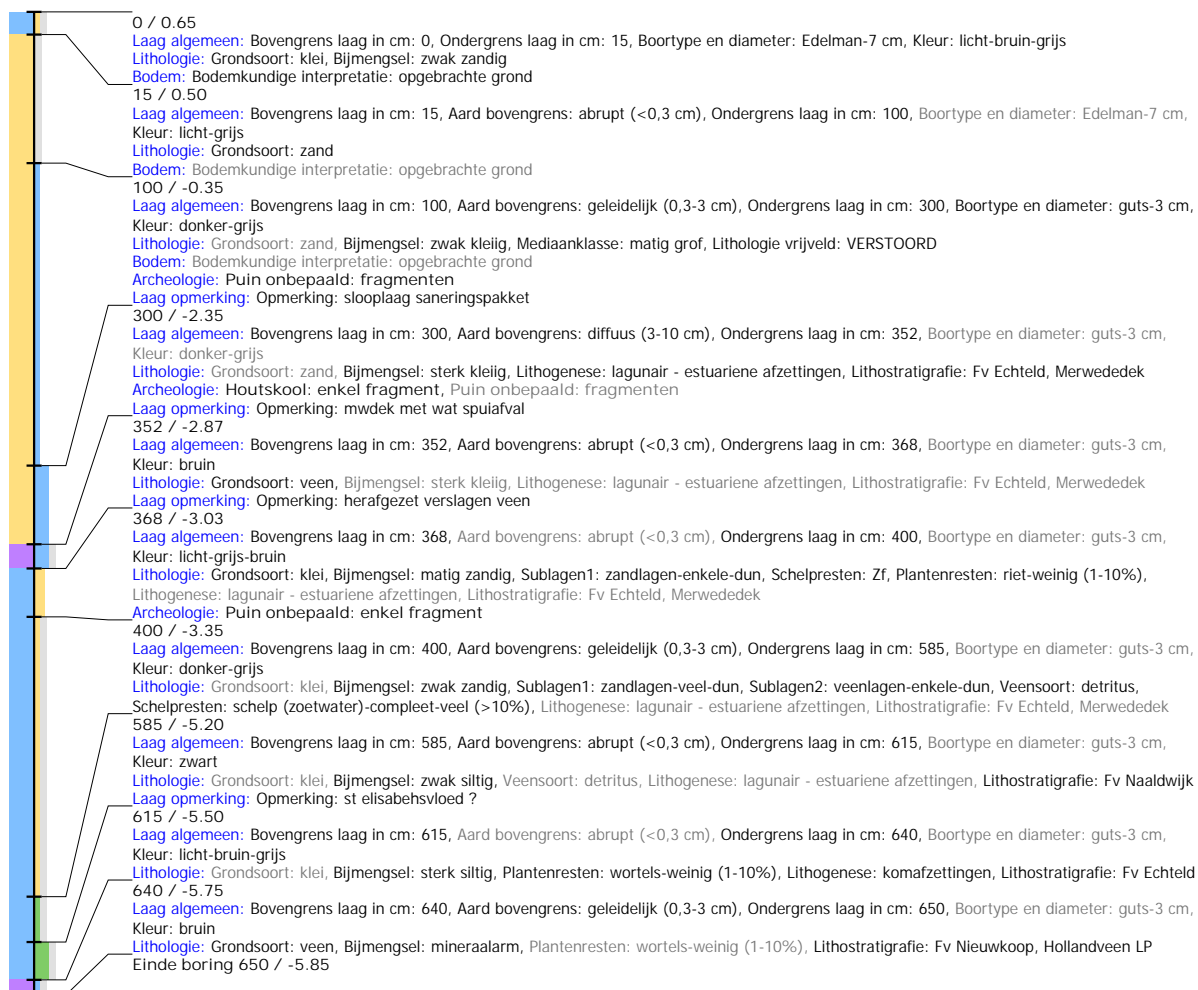 0 / 0.65
Laag algemeen: Bovengrens laag in cm: 0, Ondergrens laag in cm: 15, Boortype en diameter: Edelman-7 cm, Kleur: licht-bruin-grijs
Lithologie: Grondsoort: klei, Bijmengsel: zwak zandig
Bodem: Bodemkundige interpretatie: opgebrachte grond
15 / 0.50
Laag algemeen: Bovengrens laag in cm: 15, Aard bovengrens: abrupt (<0,3 cm), Ondergrens laag in cm: 100, Boortype en diameter: Edelman-7 cm,
Kleur: licht-grijs
Lithologie: Grondsoort: zand
Bodem: Bodemkundige interpretatie: opgebrachte grond
100 / -0.35
Laag algemeen: Bovengrens laag in cm: 100, Aard bovengrens: geleidelijk (0,3-3 cm), Ondergrens laag in cm: 300, Boortype en diameter: guts-3 cm,
Kleur: donker-grijs
Lithologie: Grondsoort: zand, Bijmengsel: zwak kleiig, Mediaanklasse: matig grof, Lithologie vrijveld: VERSTOORD
Bodem: Bodemkundige interpretatie: opgebrachte grond
Archeologie: Puin onbepaald: fragmenten
Laag opmerking: Opmerking: slooplaag saneringspakket
300 / -2.35
Laag algemeen: Bovengrens laag in cm: 300, Aard bovengrens: diffuus (3-10 cm), Ondergrens laag in cm: 352, Boortype en diameter: guts-3 cm,
Kleur: donker-grijs
Lithologie: Grondsoort: zand, Bijmengsel: sterk kleiig, Lithogenese: lagunair - estuariene afzettingen, Lithostratigrafie: Fv Echteld, Merwededek
Archeologie: Houtskool: enkel fragment, Puin onbepaald: fragmenten
Laag opmerking: Opmerking: mwdek met wat spuiafval
352 / -2.87
Laag algemeen: Bovengrens laag in cm: 352, Aard bovengrens: abrupt (<0,3 cm), Ondergrens laag in cm: 368, Boortype en diameter: guts-3 cm,
Kleur: bruin
Lithologie: Grondsoort: veen, Bijmengsel: sterk kleiig, Lithogenese: lagunair - estuariene afzettingen, Lithostratigrafie: Fv Echteld, Merwededek
Laag opmerking: Opmerking: herafgezet verslagen veen
368 / -3.03
Laag algemeen: Bovengrens laag in cm: 368, Aard bovengrens: abrupt (<0,3 cm), Ondergrens laag in cm: 400, Boortype en diameter: guts-3 cm,
Kleur: licht-grijs-bruin
Lithologie: Grondsoort: klei, Bijmengsel: matig zandig, Sublagen1: zandlagen-enkele-dun, Schelpresten: Zf, Plantenresten: riet-weinig (1-10%),
Lithogenese: lagunair - estuariene afzettingen, Lithostratigrafie: Fv Echteld, Merwededek
Archeologie: Puin onbepaald: enkel fragment
400 / -3.35
Laag algemeen: Bovengrens laag in cm: 400, Aard bovengrens: geleidelijk (0,3-3 cm), Ondergrens laag in cm: 585, Boortype en diameter: guts-3 cm,
Kleur: donker-grijs
Lithologie: Grondsoort: klei, Bijmengsel: zwak zandig, Sublagen1: zandlagen-veel-dun, Sublagen2: veenlagen-enkele-dun, Veensoort: detritus,
Schelpresten: schelp (zoetwater)-compleet-veel (>10%), Lithogenese: lagunair - estuariene afzettingen, Lithostratigrafie: Fv Echteld, Merwededek
585 / -5.20
Laag algemeen: Bovengrens laag in cm: 585, Aard bovengrens: abrupt (<0,3 cm), Ondergrens laag in cm: 615, Boortype en diameter: guts-3 cm,
Kleur: zwart
Lithologie: Grondsoort: klei, Bijmengsel: zwak siltig, Veensoort: detritus, Lithogenese: lagunair - estuariene afzettingen, Lithostratigrafie: Fv Naaldwijk
Laag opmerking: Opmerking: st elisabehsvloed ?
615 / -5.50
Laag algemeen: Bovengrens laag in cm: 615, Aard bovengrens: abrupt (<0,3 cm), Ondergrens laag in cm: 640, Boortype en diameter: guts-3 cm,
Kleur: licht-bruin-grijs
Lithologie: Grondsoort: klei, Bijmengsel: sterk siltig, Plantenresten: wortels-weinig (1-10%), Lithogenese: komafzettingen, Lithostratigrafie: Fv Echteld
640 / -5.75
Laag algemeen: Bovengrens laag in cm: 640, Aard bovengrens: geleidelijk (0,3-3 cm), Ondergrens laag in cm: 650, Boortype en diameter: guts-3 cm,
Kleur: bruin
Lithologie: Grondsoort: veen, Bijmengsel: mineraalarm, Plantenresten: wortels-weinig (1-10%), Lithostratigrafie: Fv Nieuwkoop, Hollandveen LP
Einde boring 650 / -5.85